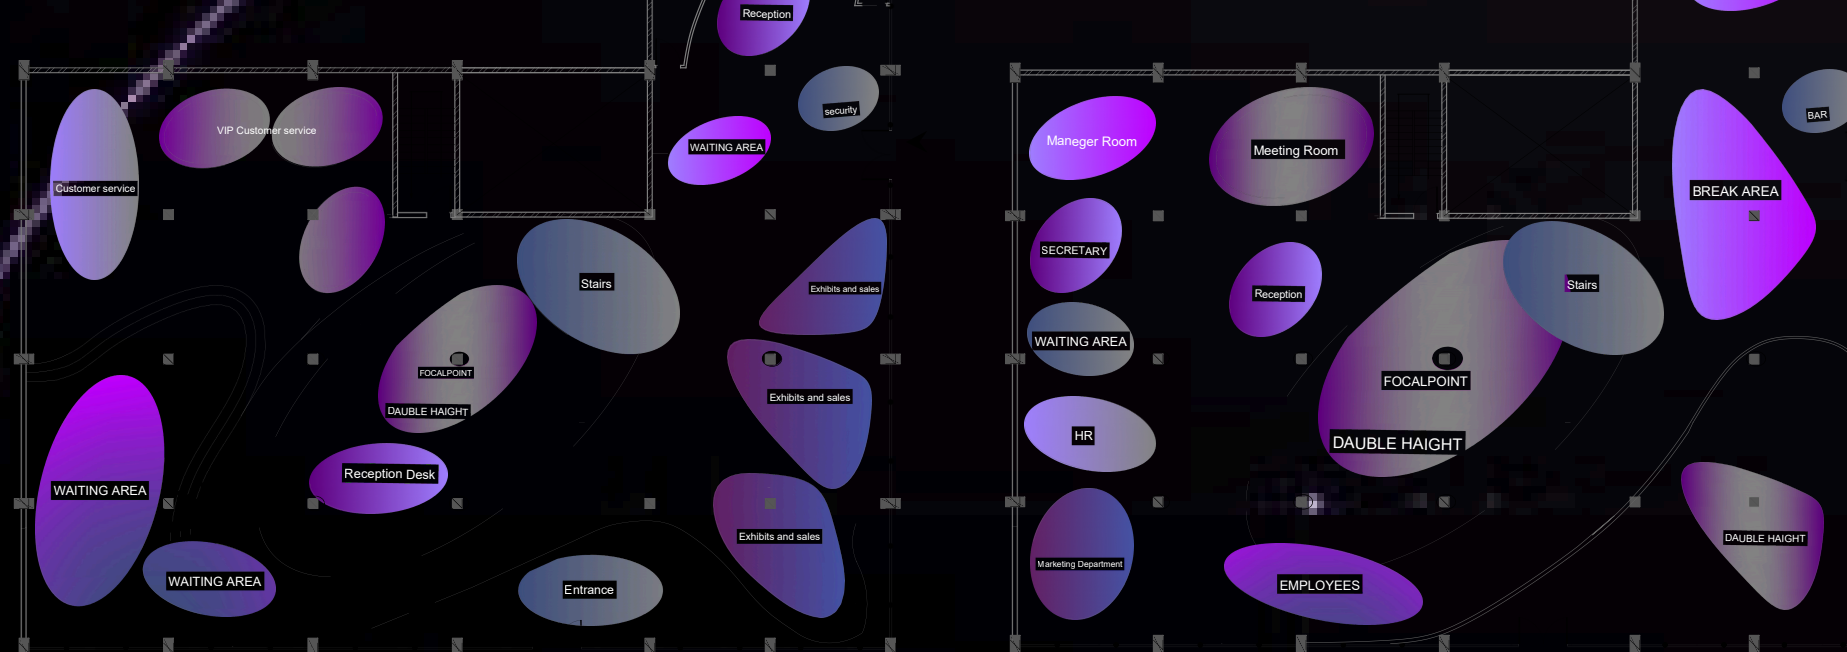 Reception
security
VIP Customer service
WAITING AREA
Customer service
Stairs
Exhibits and sales
FOCALPOINT
Exhibits and sales
DAUBLE HAIGHT
Reception Desk
WAITING AREA
Exhibits and sales
WAITING AREA
Entrance
Maneger Room
Meeting Room
BAR
BREAK AREA
SECRETARY
Stairs
Reception
WAITING AREA
FOCALPOINT
HR
DAUBLE HAIGHT
DAUBLE HAIGHT
Marketing Department
EMPLOYEES